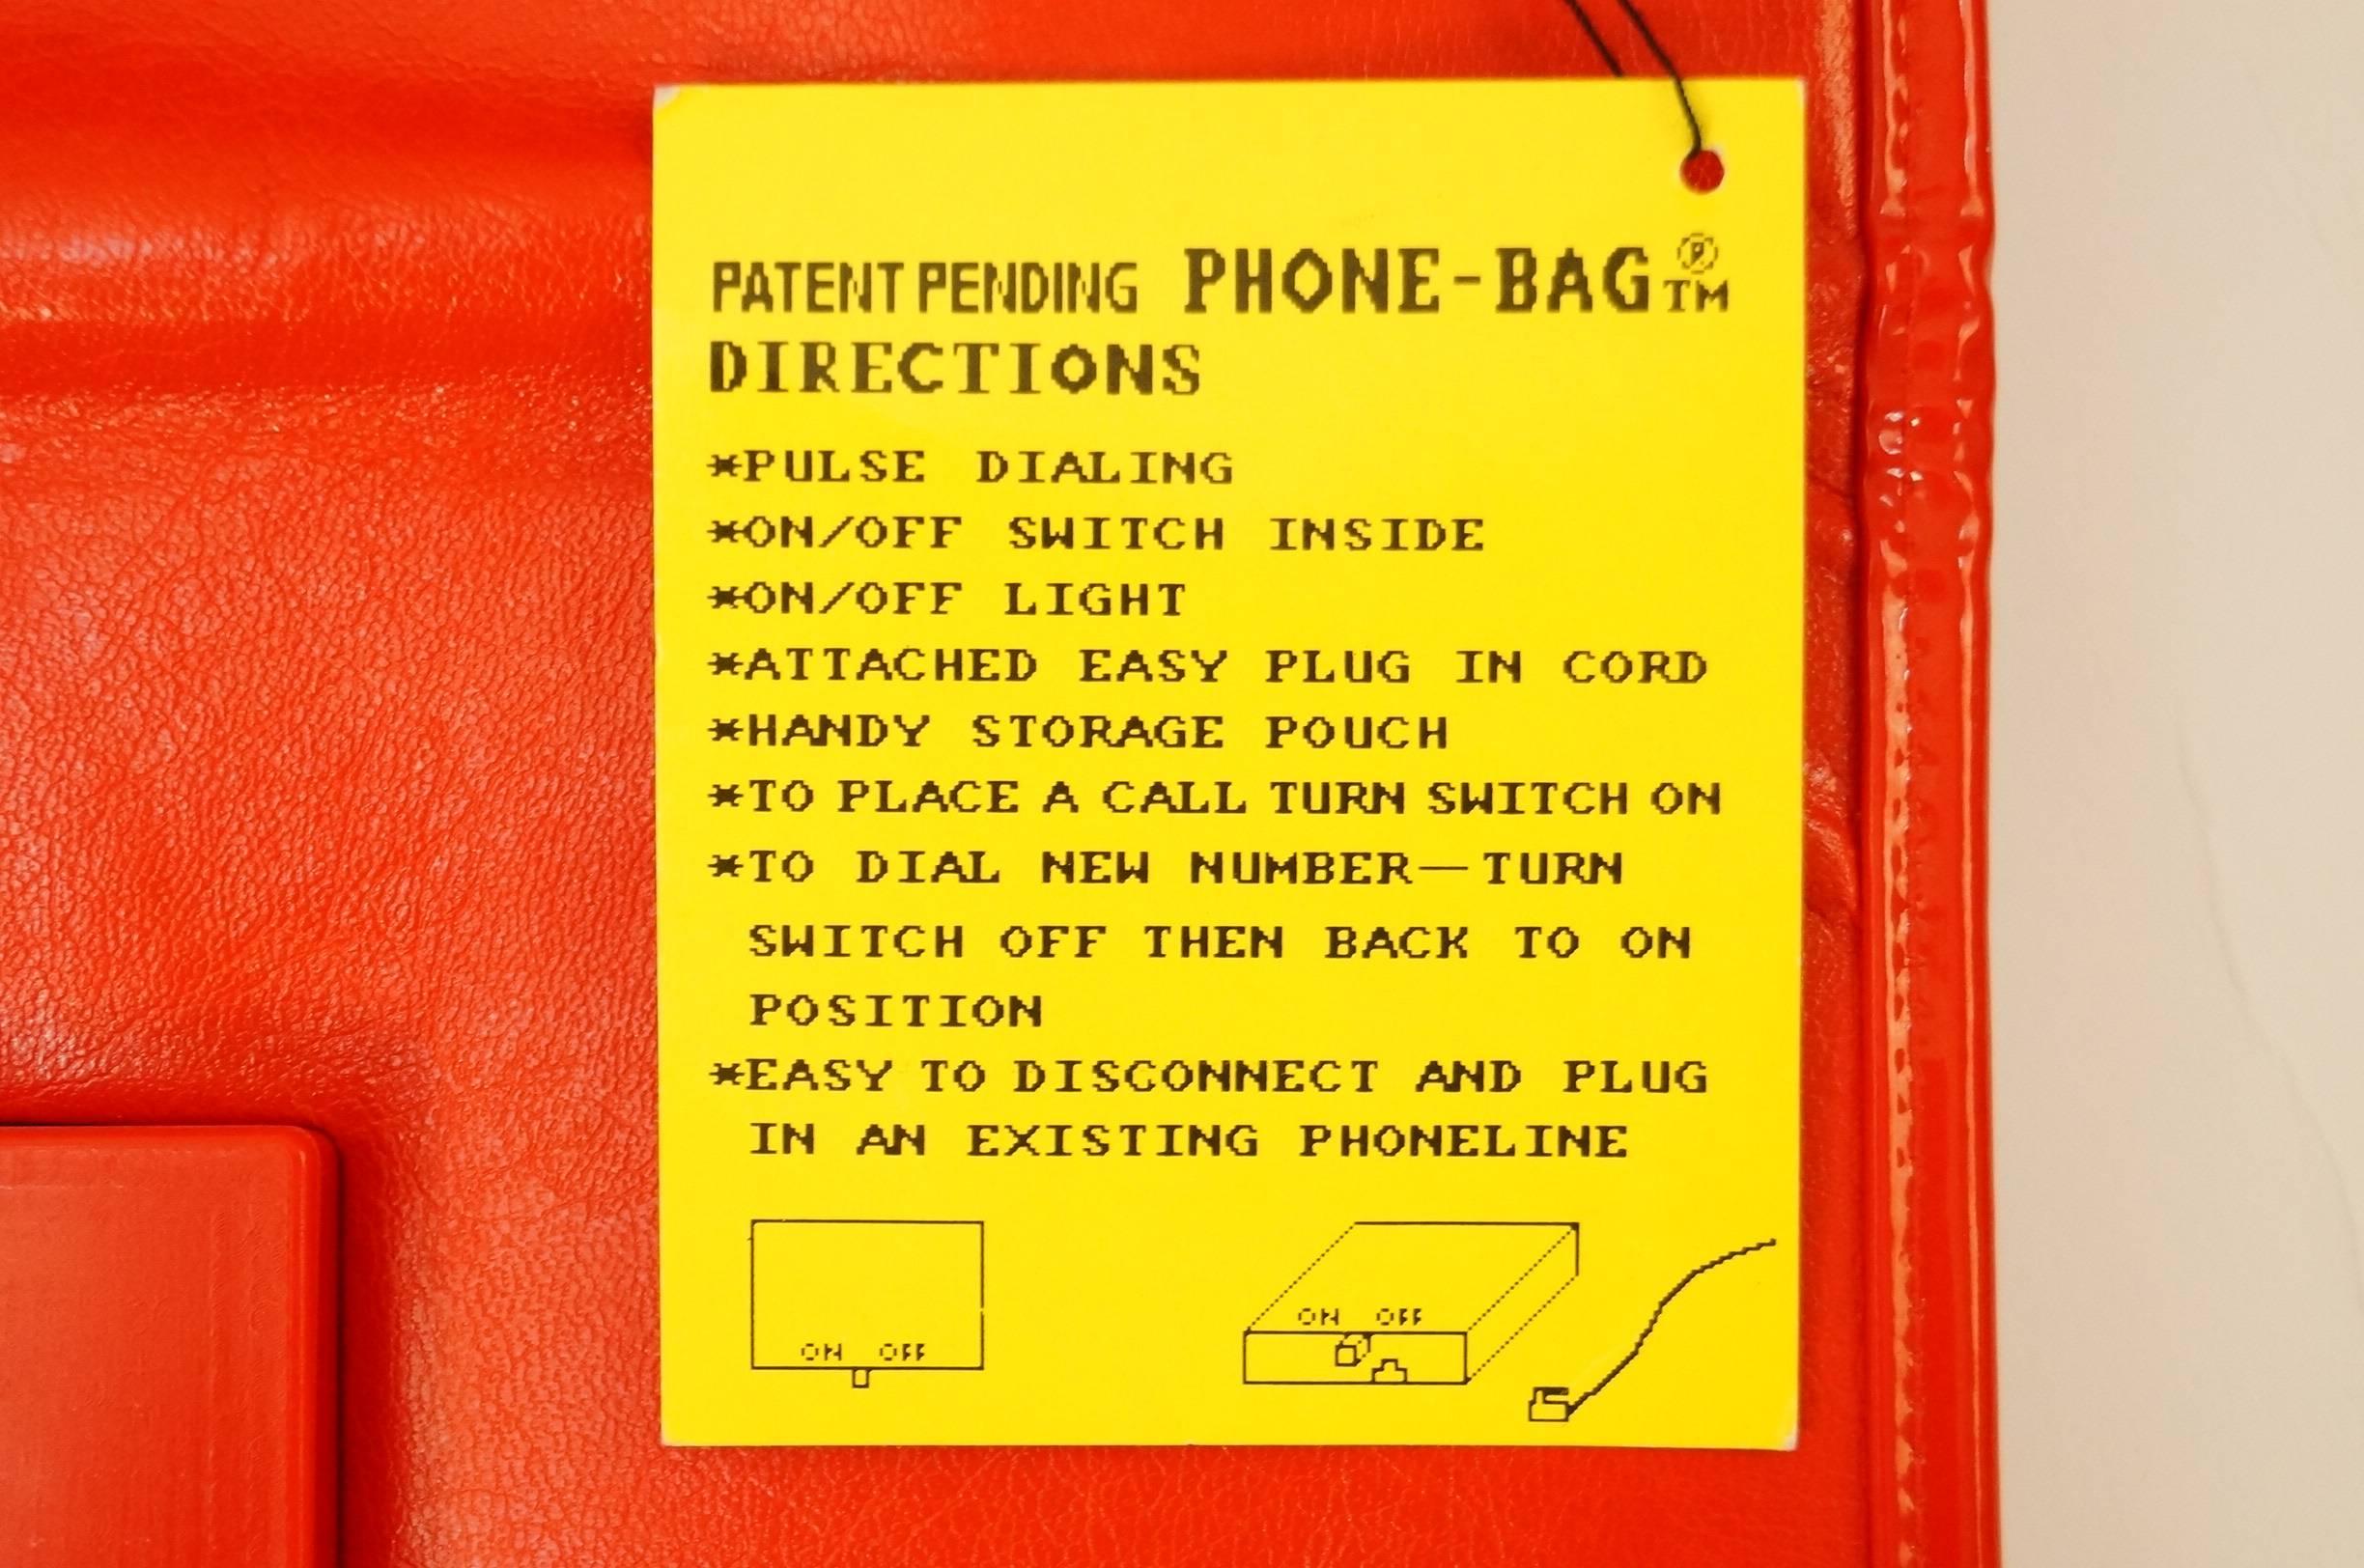 PATENT PENDING PHONE-BAG ℗ TM
DIRECTIONS
*PULSE DIALING
*ON/OFF SWITCH INSIDE
*ON/OFF LIGHT
*ATTACHED EASY PLUG IN CORD
*HANDY STORAGE POUCH
*TO PLACE A CALL TURN SWITCH ON
*TO DIAL NEW NUMBER—TURN
SWITCH OFF THEN BACK TO ON
POSITION
*EASY TO DISCONNECT AND PLUG
IN AN EXISTING PHONELINE
ON OFF
ON OFF